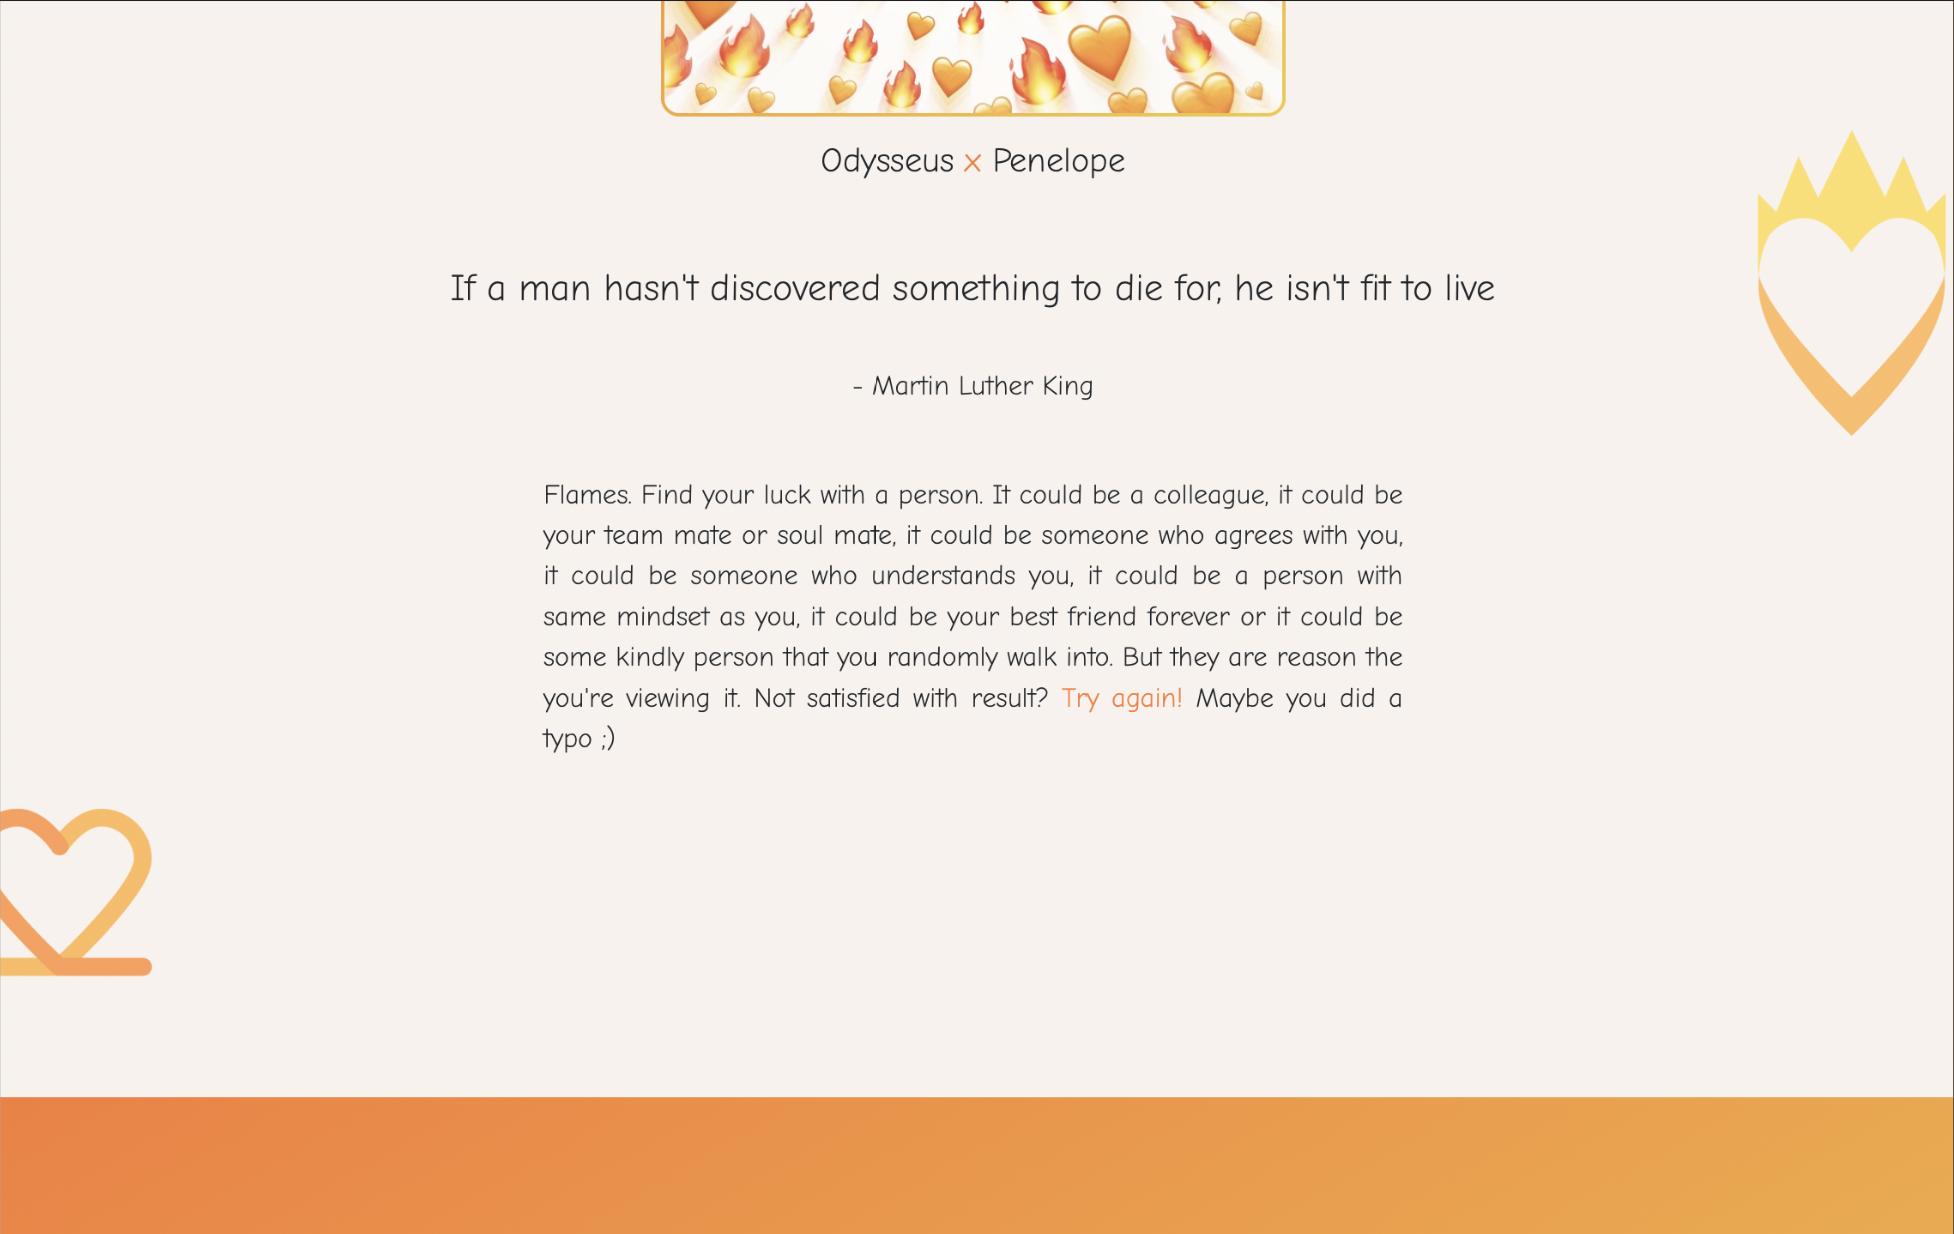 Odysseus x Penelope
If a man hasn't discovered something to die for, he isn't fit to live
- Martin Luther King
Flames. Find your luck with a person. It could be a colleague, it could be
your team mate or soul mate, it could be someone who agrees with you,
it could be someone who understands you, it could be a person with
same mindset as you, it could be your best friend forever or it could be
some kindly person that you randomly walk into. But they are reason the
you're viewing it. Not satisfied with result? Try again! Maybe you did a
typo ;)